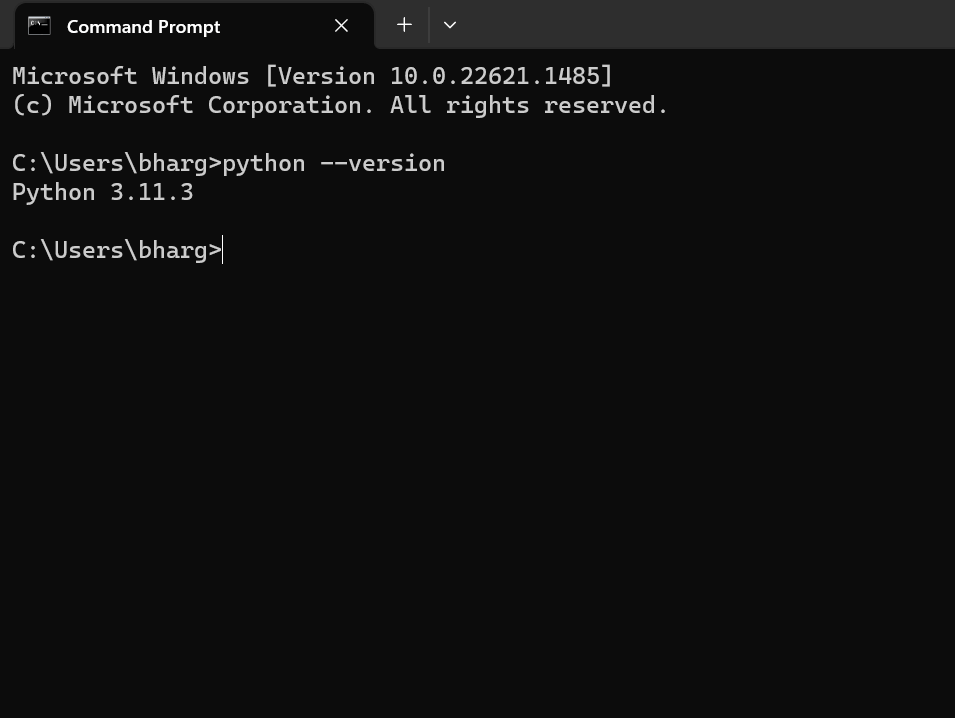 Command Prompt
Microsoft Windows [Version 10.0.22621.1485]
(c) Microsoft Corporation. All rights reserved.
C:\Users\bharg>python --version
Python 3.11.3
C:\Users\bharg>